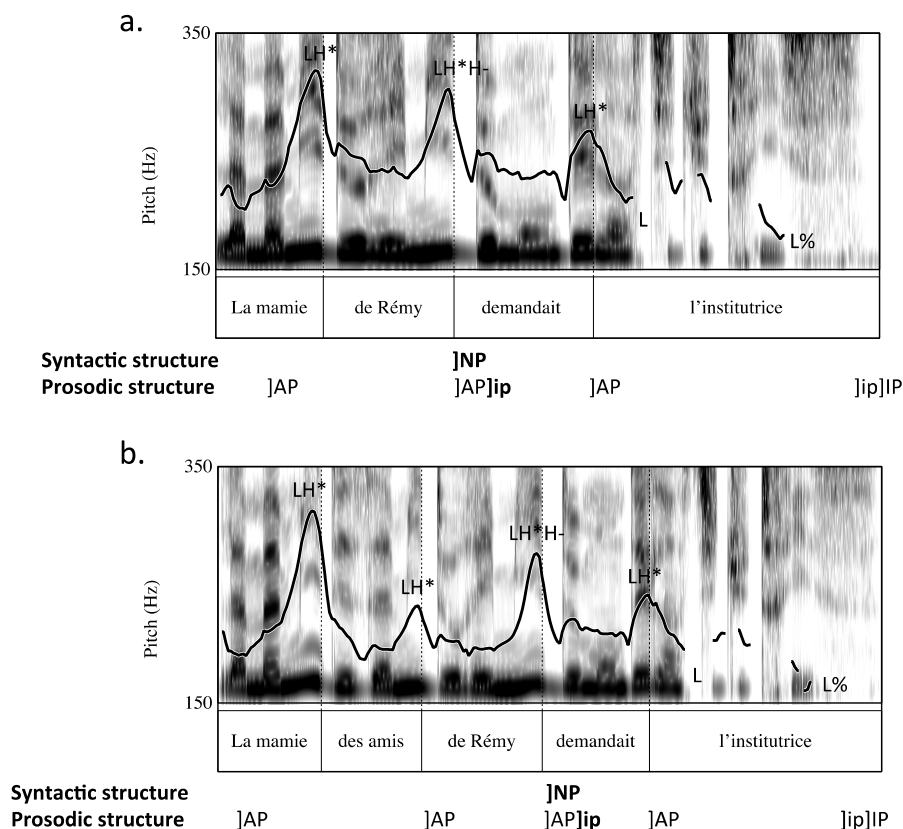 a.
350
LH*
LH*H-
LH*
Pitch (Hz)
L
L%
150
La mamie de Rémy demandait l’institutrice
Syntactic structure ]NP
Prosodic structure ]AP ]AP]ip ]AP ]ip]IP
b.
350
LH*
LH*H-
LH*
LH*
Pitch (Hz)
L
L%
150
La mamie des amis de Rémy demandait l’institutrice
Syntactic structure ]NP
Prosodic structure ]AP ]AP ]AP]ip ]AP ]ip]IP